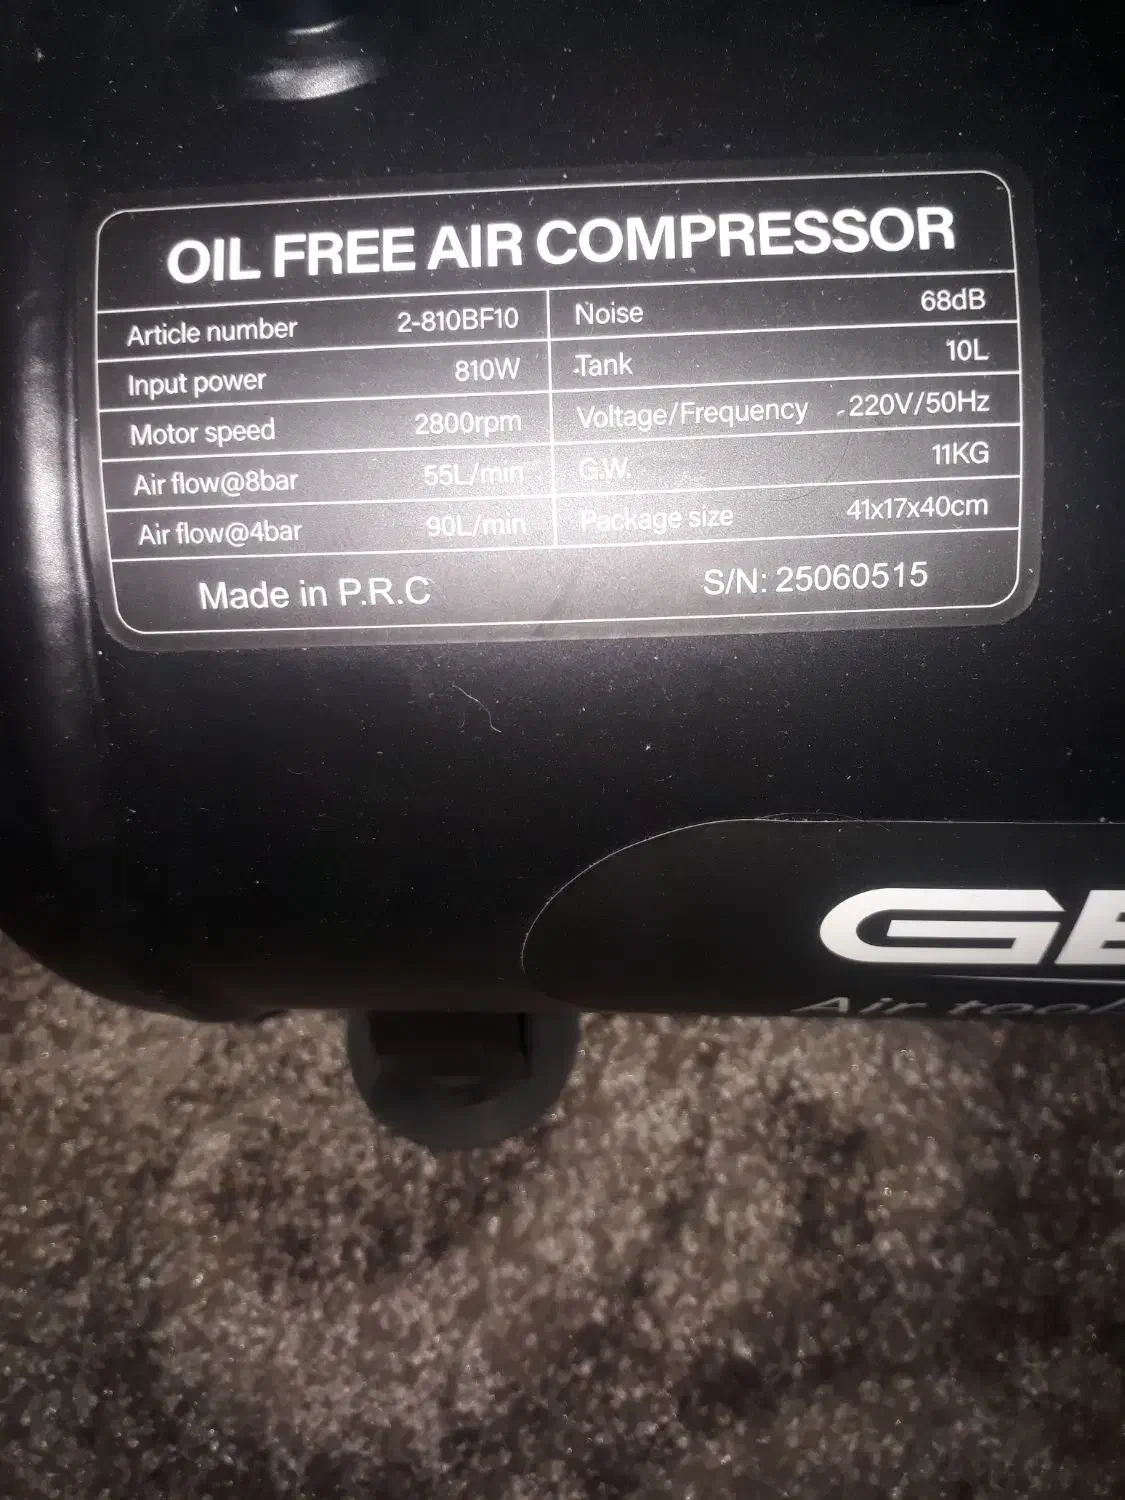 OIL FREE AIR COMPRESSOR
Article number 2-810BF10 Noise 68dB
Input power 810W Tank 10L
Motor speed 2800rpm Voltage/Frequency 220V/50Hz
Air flow@8bar 55L/min G.W. 11KG
Air flow@4bar 90L/min Package size 41x17x40cm
Made in P.R.C S/N: 25060515
Air